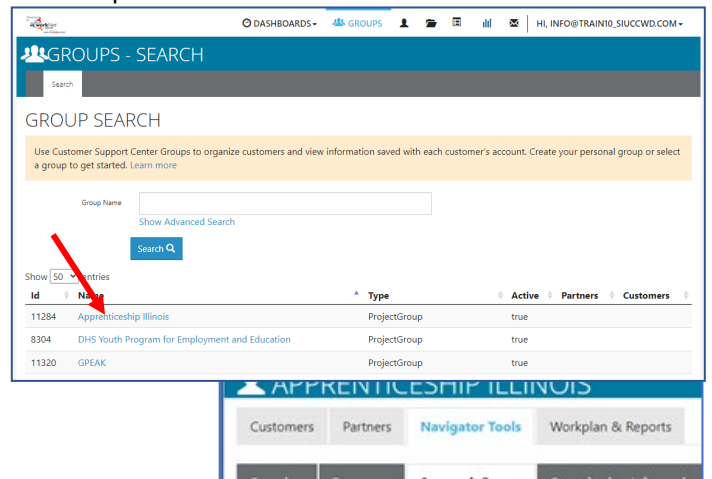 DASHBOARDS GROUPS HI, INFO@TRAIN10_SIUCCWD.COM
GROUPS - SEARCH
Search
GROUP SEARCH
Use Customer Support Center Groups to organize customers and view information saved with each customer's account. Create your personal group or select
a group to get started. Learn more
Group Name
Show Advanced Search
Search
Show 50 entries
Id Name Type Active Partners Customers
11284 Apprenticeship Illinois ProjectGroup true
8304 DHS Youth Program for Employment and Education ProjectGroup true
11320 GPEAK ProjectGroup true
APPRENTICESHIP ILLINOIS
Customers Partners Navigator Tools Workplan & Reports